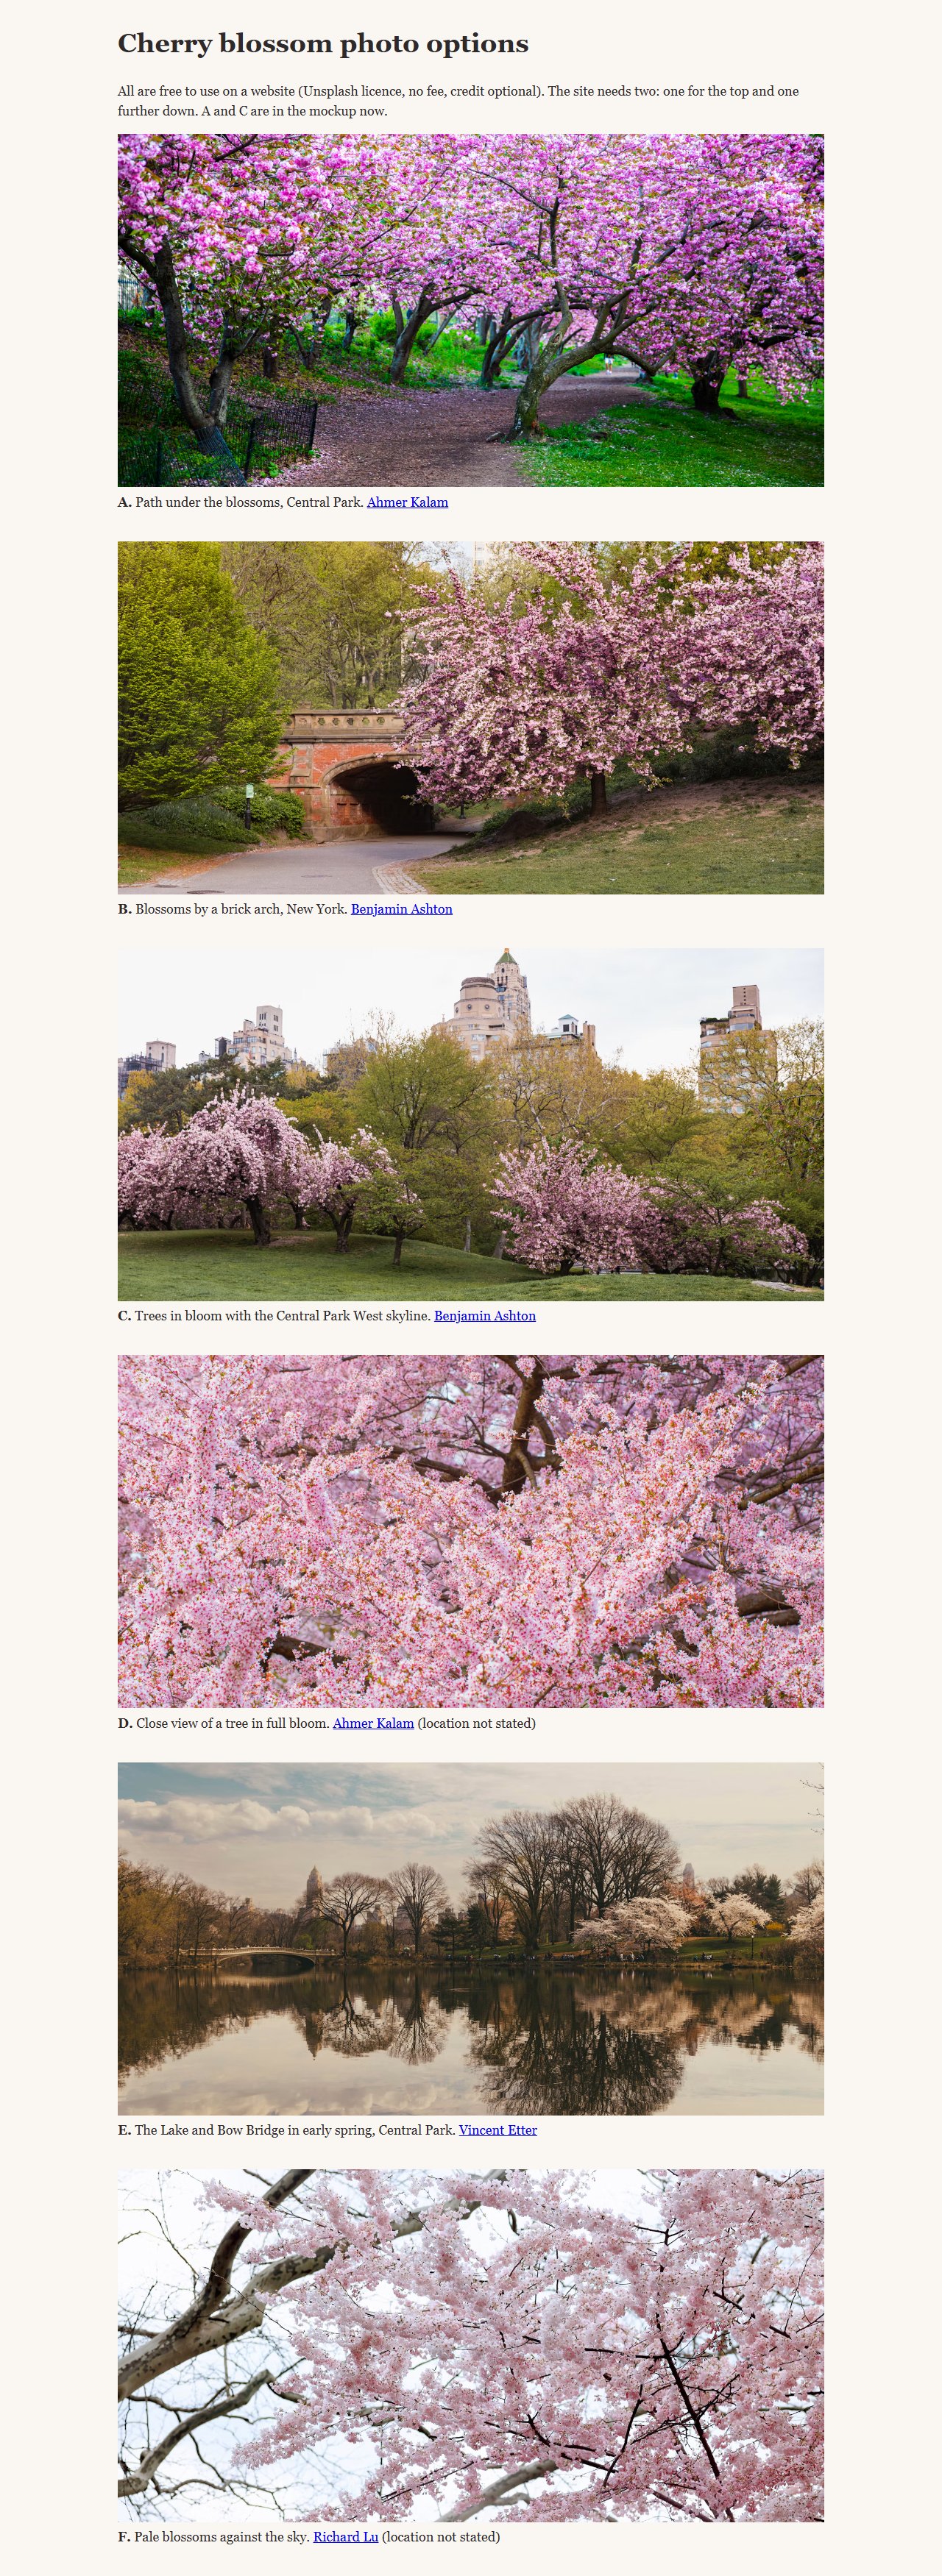 Cherry blossom photo options
All are free to use on a website (Unsplash licence, no fee, credit optional). The site needs two: one for the top and one
further down. A and C are in the mockup now.
A. Path under the blossoms, Central Park. Ahmer Kalam
B. Blossoms by a brick arch, New York. Benjamin Ashton
C. Trees in bloom with the Central Park West skyline. Benjamin Ashton
D. Close view of a tree in full bloom. Ahmer Kalam (location not stated)
E. The Lake and Bow Bridge in early spring, Central Park. Vincent Etter
F. Pale blossoms against the sky. Richard Lu (location not stated)